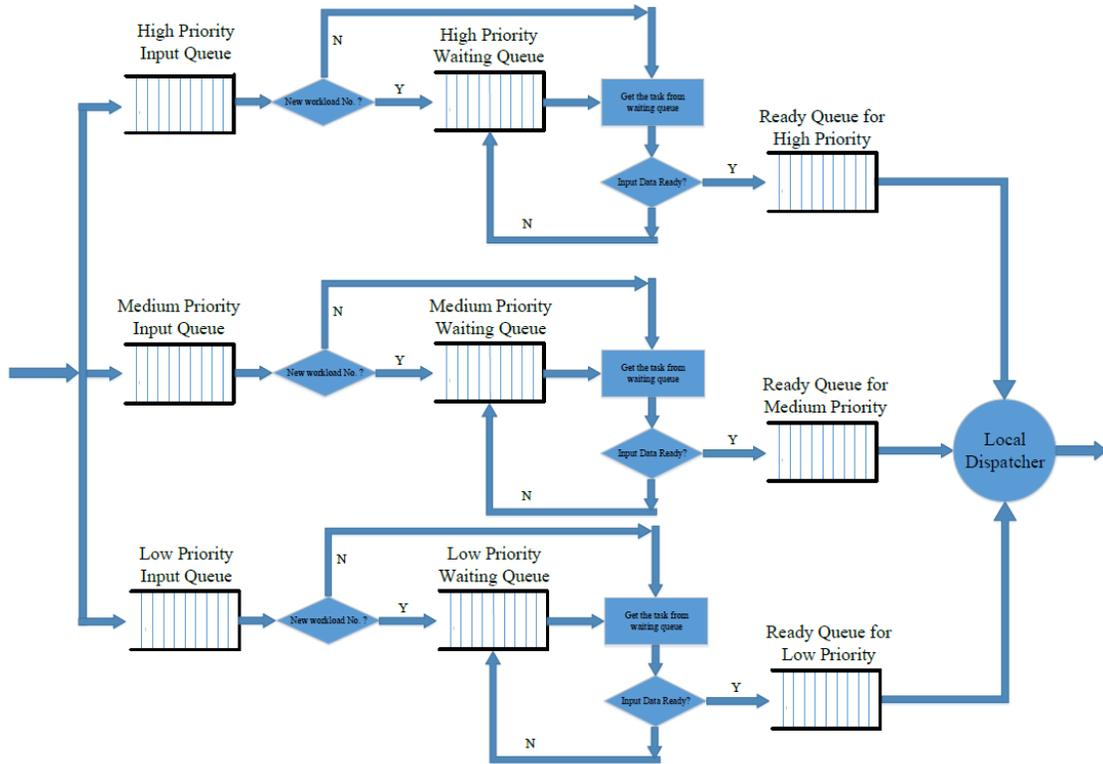 High Priority
Input Queue
N
High Priority
Waiting Queue
New workload No. ?
Y
Get the task from
waiting queue
Ready Queue for
High Priority
Input Data Ready?
Y
N
Medium Priority
Input Queue
N
Medium Priority
Waiting Queue
New workload No. ?
Y
Get the task from
waiting queue
Ready Queue for
Medium Priority
Input Data Ready?
Y
N
Local
Dispatcher
Low Priority
Input Queue
N
Low Priority
Waiting Queue
New workload No. ?
Y
Get the task from
waiting queue
Ready Queue for
Low Priority
Input Data Ready?
Y
N